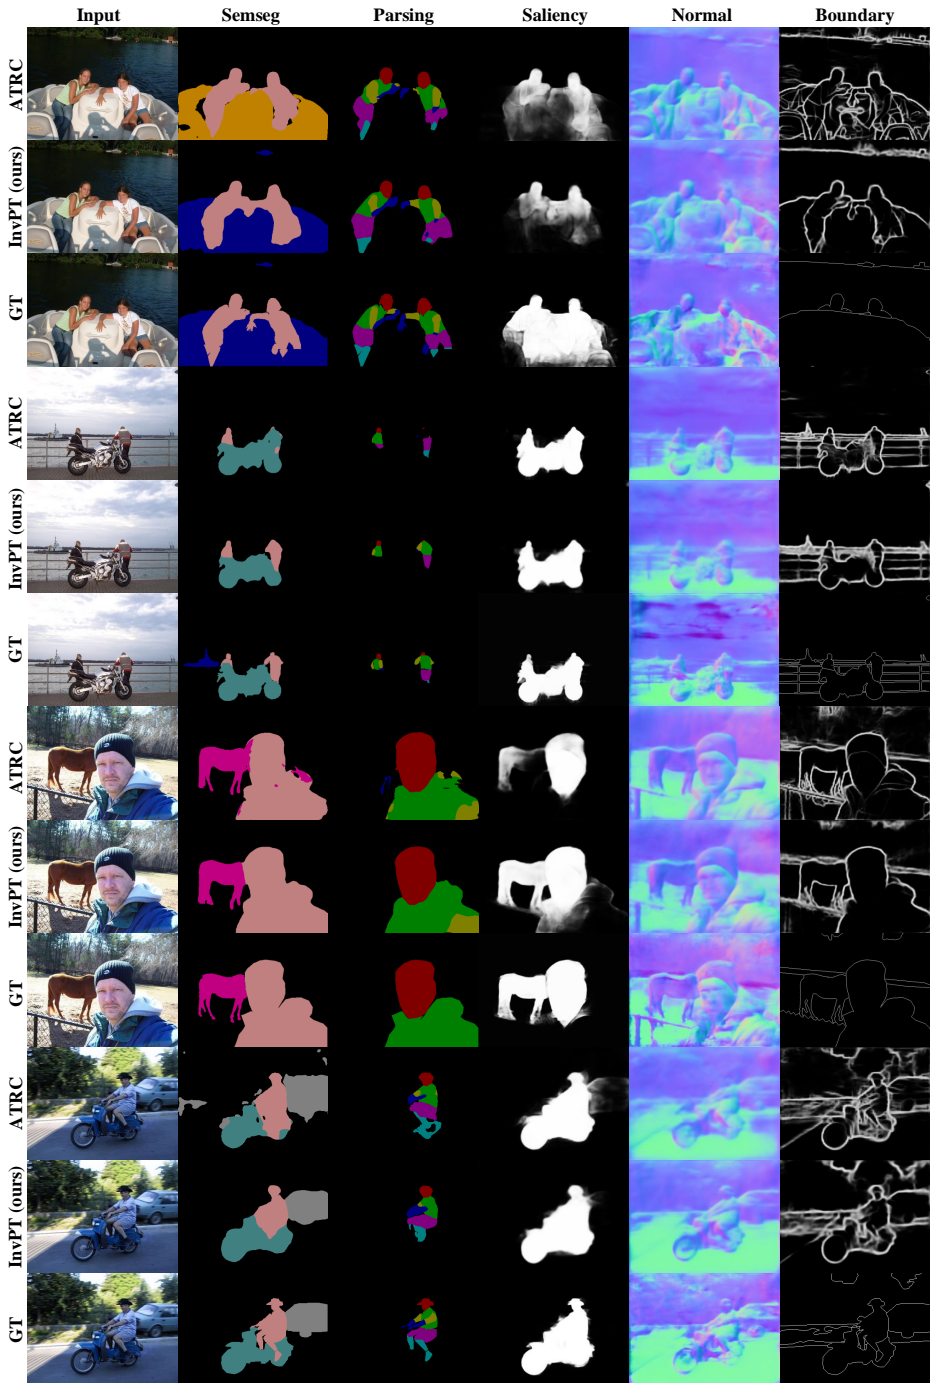 Input Semseg Parsing Saliency Normal Boundary
ATRC
InvPT (ours)
GT
ATRC
InvPT (ours)
GT
ATRC
InvPT (ours)
GT
ATRC
InvPT (ours)
GT